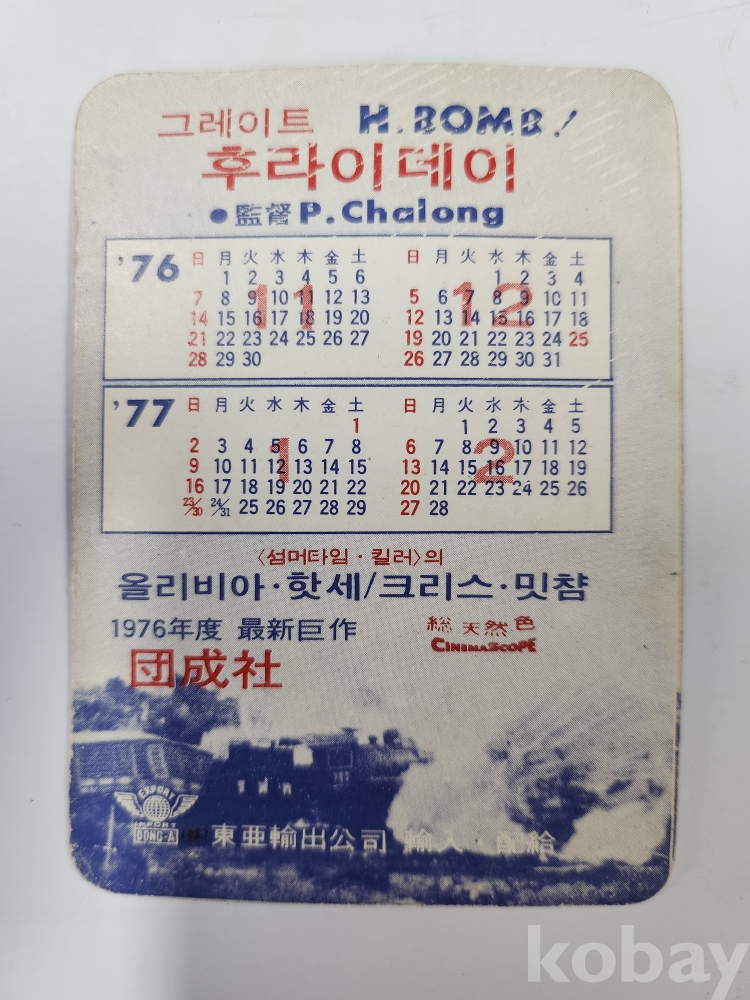 그레이트 H.BOMB!
후라이데이
●監督 P.Chalong
'76
日 月 火 水 木 金 土
1 2 3 4 5 6
7 8 9 10 11 12 13
14 15 16 17 18 19 20
21 22 23 24 25 26 27
28 29 30
11
日 月 火 水 木 金 土
1 2 3 4
5 6 7 8 9 10 11
12 13 14 15 16 17 18
19 20 21 22 23 24 25
26 27 28 29 30 31
12
'77
日 月 火 水 木 金 土
1
2 3 4 5 6 7 8
9 10 11 12 13 14 15
16 17 18 19 20 21 22
23/30 24/31 25 26 27 28 29
1
日 月 火 水 木 金 土
1 2 3 4 5
6 7 8 9 10 11 12
13 14 15 16 17 18 19
20 21 22 23 24 25 26
27 28
2
〈섬머타임·킬러〉의
올리비아·핫세/크리스·밋챰
1976年度 最新巨作
総天然色
CINEMASCOPE
団成社
EXPORT
IMPORT
DONG-A
東亜輸出公司 輸入·配給
kobay